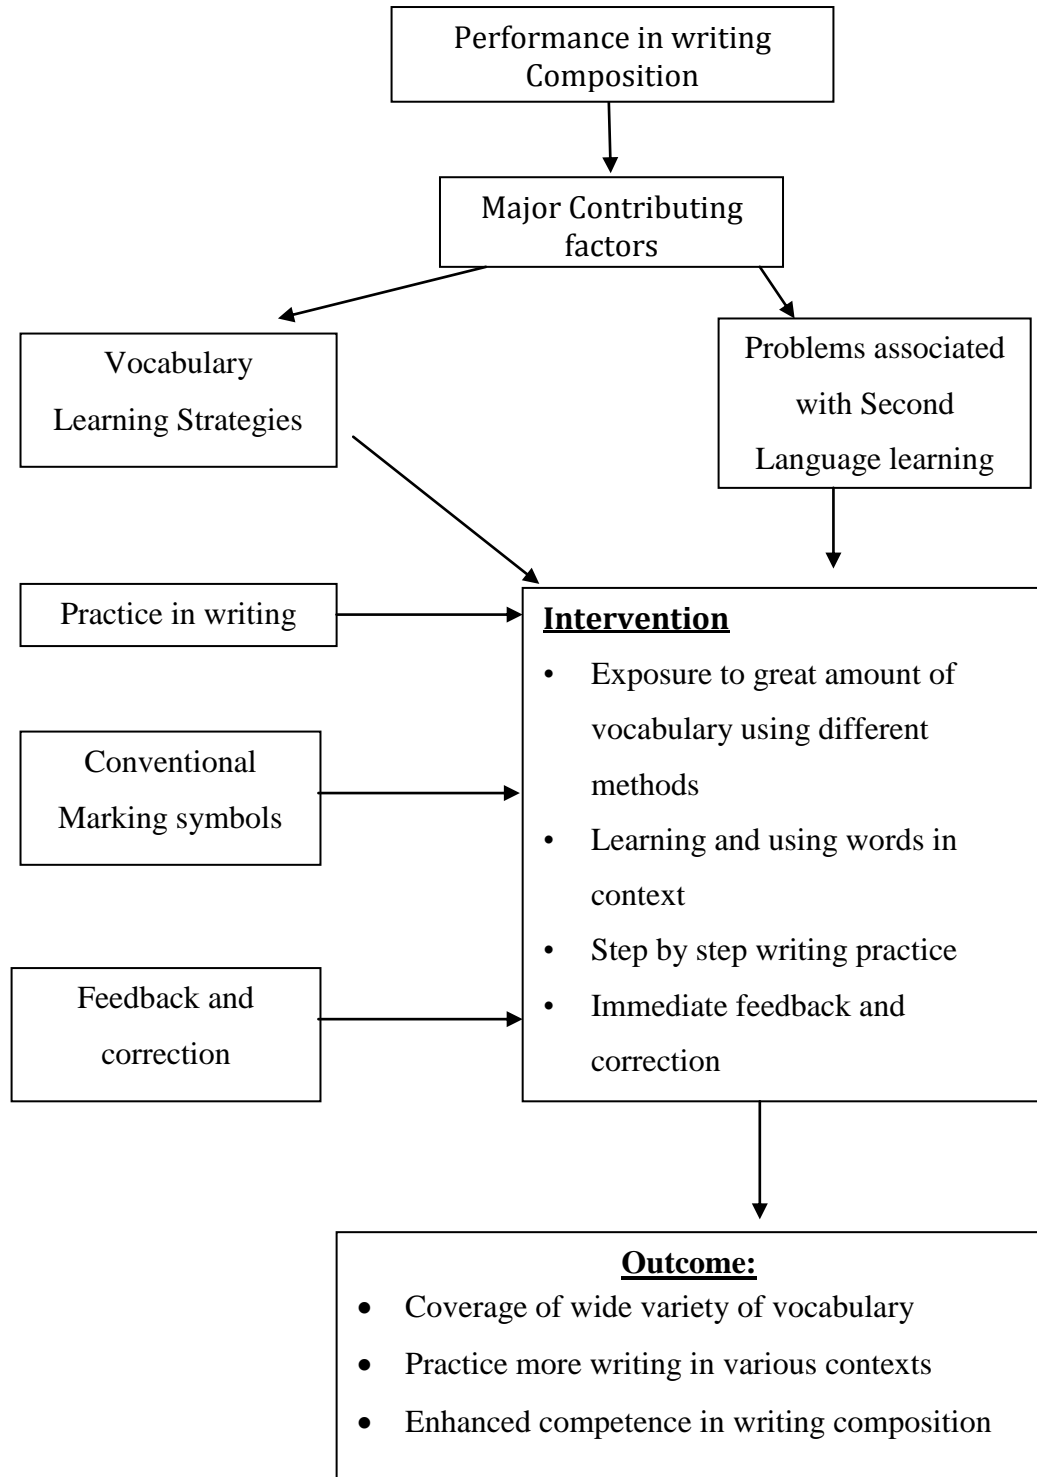 Performance in writing
Composition
Major Contributing
factors
Vocabulary
Learning Strategies
Problems associated
with Second
Language learning
Practice in writing
Conventional
Marking symbols
Feedback and
correction
Intervention
• Exposure to great amount of
vocabulary using different
methods
• Learning and using words in
context
• Step by step writing practice
• Immediate feedback and
correction
Outcome:
• Coverage of wide variety of vocabulary
• Practice more writing in various contexts
• Enhanced competence in writing composition